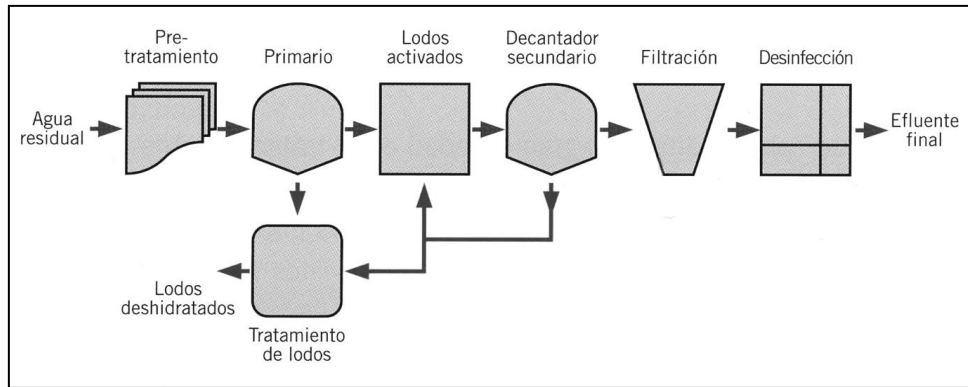 Pre-
tratamiento
Primario
Lodos
activados
Decantador
secundario
Filtración
Desinfección
Agua
residual
Efluente
final
Lodos
deshidratados
Tratamiento
de lodos